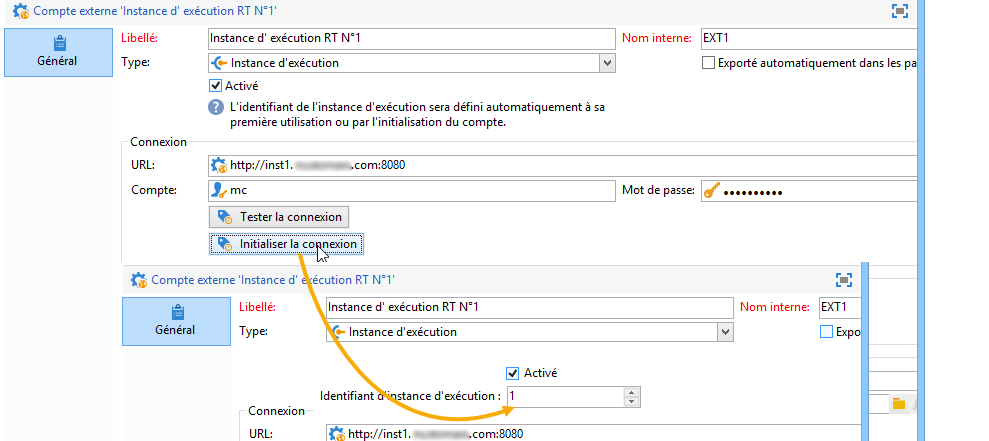 Compte externe 'Instance d' exécution RT N°1'
Général
Libellé: Instance d' exécution RT N°1 Nom interne: EXT1
Type: Instance d'exécution Exporté automatiquement dans les pa
Activé
L'identifiant de l'instance d'exécution sera défini automatiquement à sa
première utilisation ou par l'initialisation du compte.
Connexion
URL: http://inst1. .com:8080
Compte: mc Mot de passe: ••••••••••
Tester la connexion
Initialiser la connexion
Compte externe 'Instance d' exécution RT N°1'
Général
Libellé: Instance d' exécution RT N°1 Nom interne: EXT1
Type: Instance d'exécution Expo
Activé
Identifiant d'instance d'exécution : 1
Connexion
URL: http://inst1. .com:8080